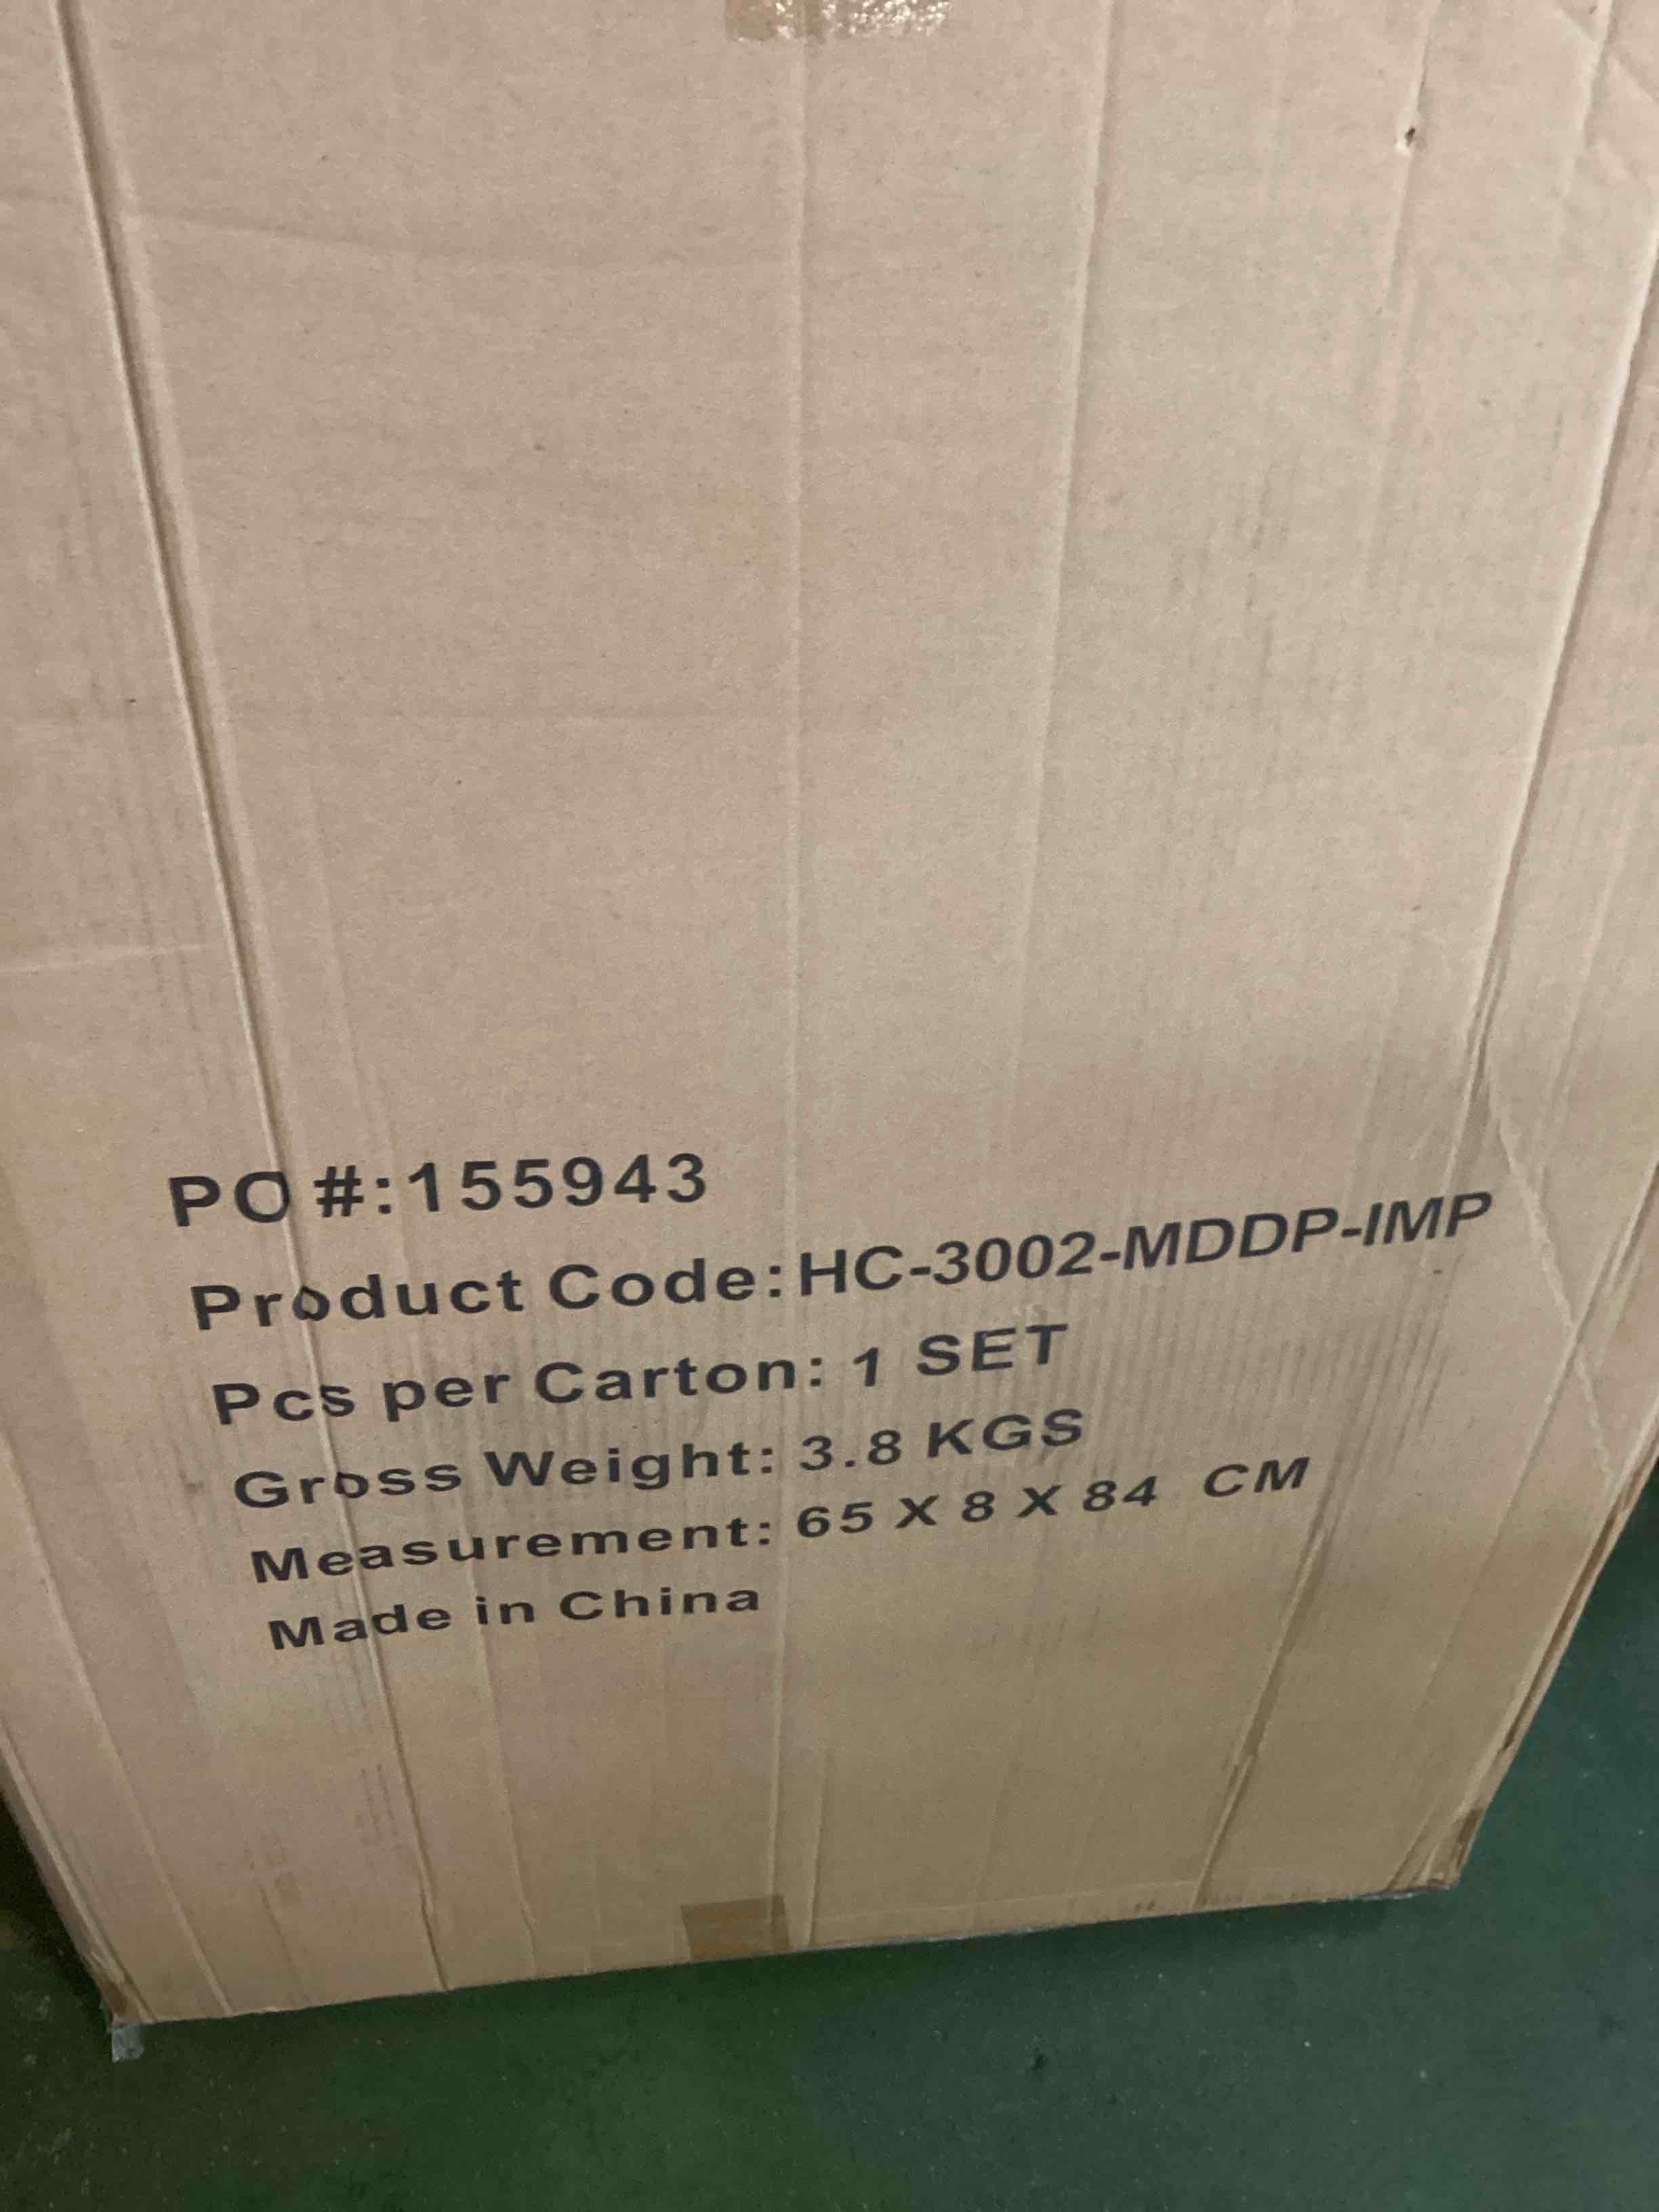 PO #:155943
Product Code:HC-3002-MDDP-IMP
Pcs per Carton: 1 SET
Gross Weight: 3.8 KGS
Measurement: 65 X 8 X 84 CM
Made in China